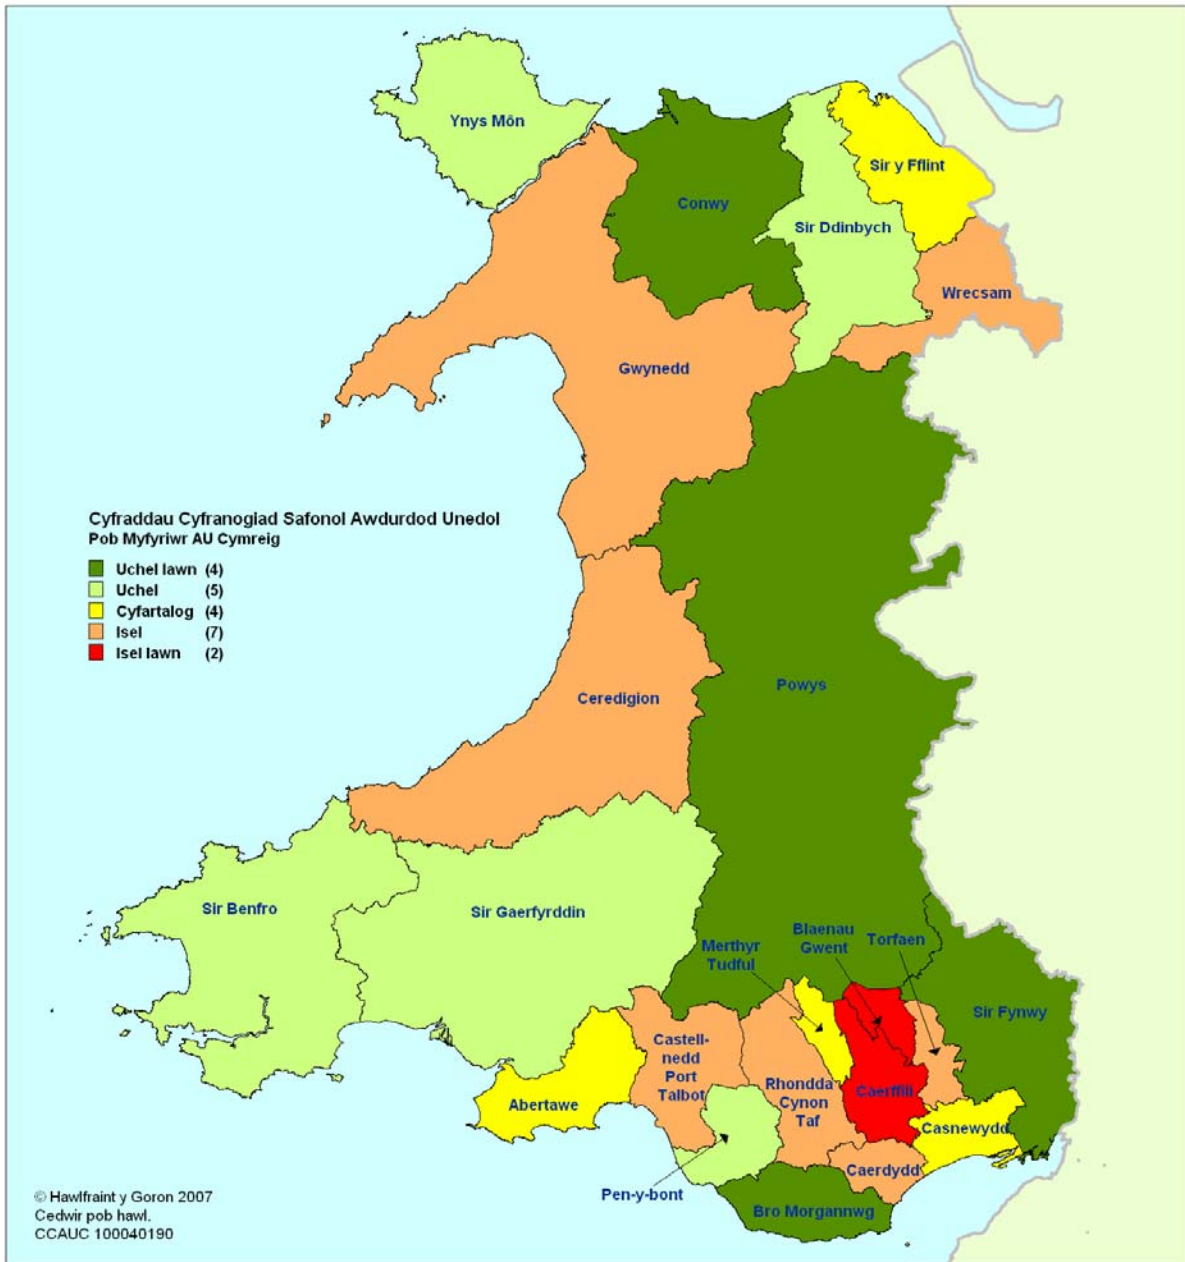 Ynys Môn
Conwy
Sir y Fflint
Sir Ddinbych
Wrecsam
Gwynedd
Cyfraddau Cyfranogiad Safonol Awdurdod Unedol
Pob Myfyriwr AU Cymreig
Uchel Iawn (4)
Uchel (5)
Cyfartalog (4)
Isel (7)
Isel Iawn (2)
Ceredigion
Powys
Sir Benfro
Sir Gaerfyrddin
Merthyr
Tudful
Blaenau
Gwent
Torfaen
Sir Fynwy
Castell-
nedd
Port
Talbot
Abertawe
Rhondda
Cynon
Taf
Caerffili
Casnewydd
Caerdydd
Pen-y-bont
Bro Morgannwg
© Hawlfraint y Goron 2007
Cedwir pob hawl.
CCAUC 100040190